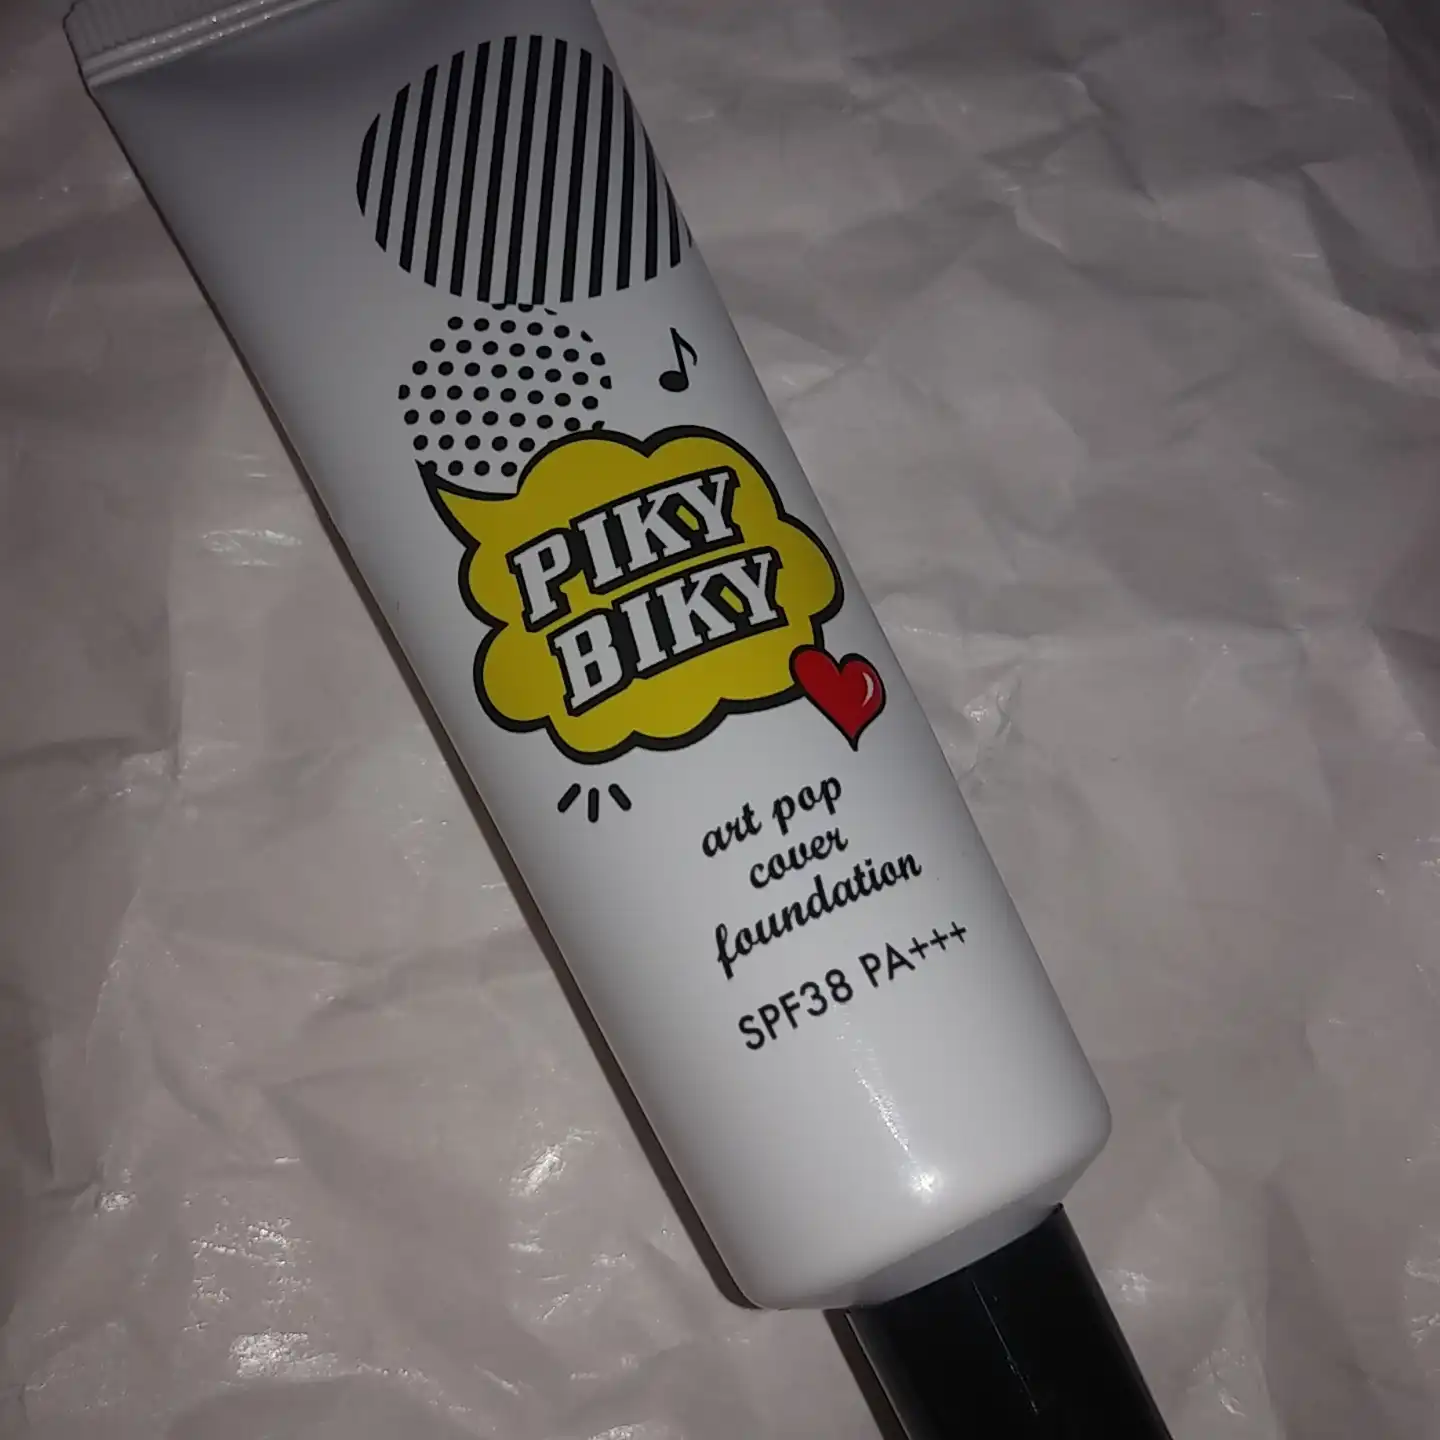 PIKY
BIKY
art pop
cover
foundation
SPF38 PA+++